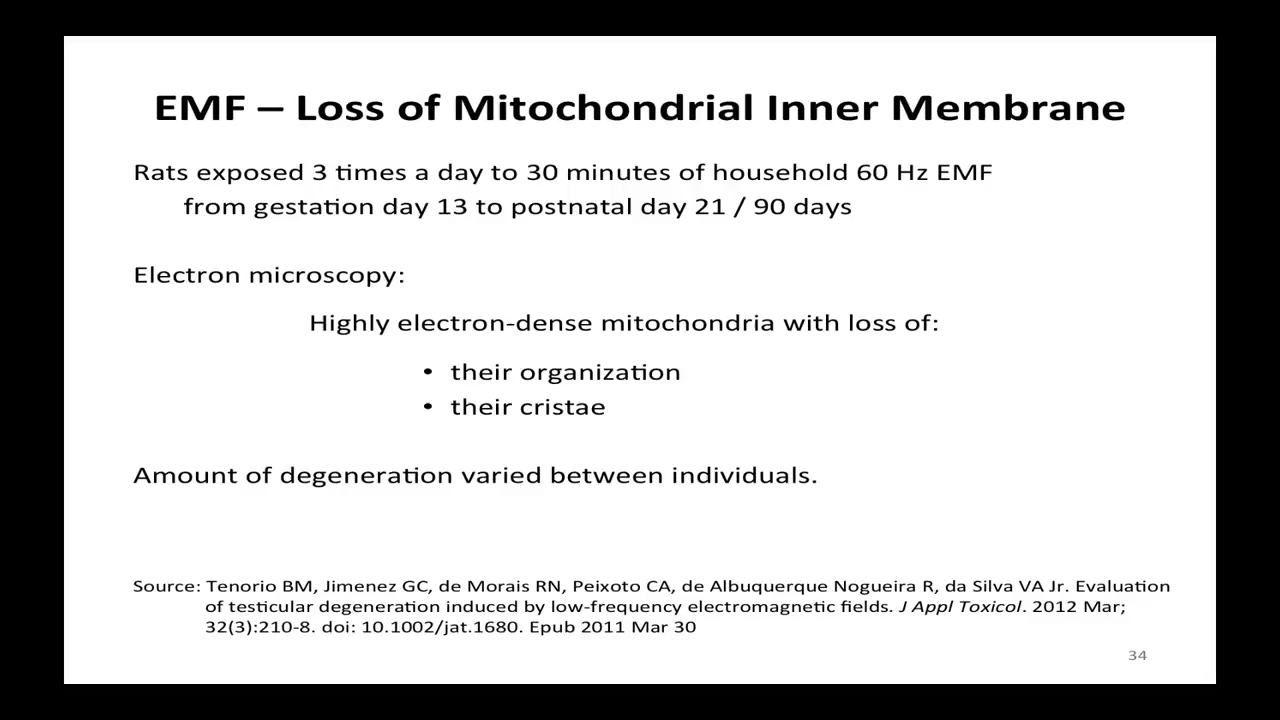 EMF – Loss of Mitochondrial Inner Membrane
Rats exposed 3 times a day to 30 minutes of household 60 Hz EMF
from gestation day 13 to postnatal day 21 / 90 days
Electron microscopy:
Highly electron-dense mitochondria with loss of:
• their organization
• their cristae
Amount of degeneration varied between individuals.
Source: Tenorio BM, Jimenez GC, de Morais RN, Peixoto CA, de Albuquerque Nogueira R, da Silva VA Jr. Evaluation
of testicular degeneration induced by low-frequency electromagnetic fields. J Appl Toxicol. 2012 Mar;
32(3):210-8. doi: 10.1002/jat.1680. Epub 2011 Mar 30
34